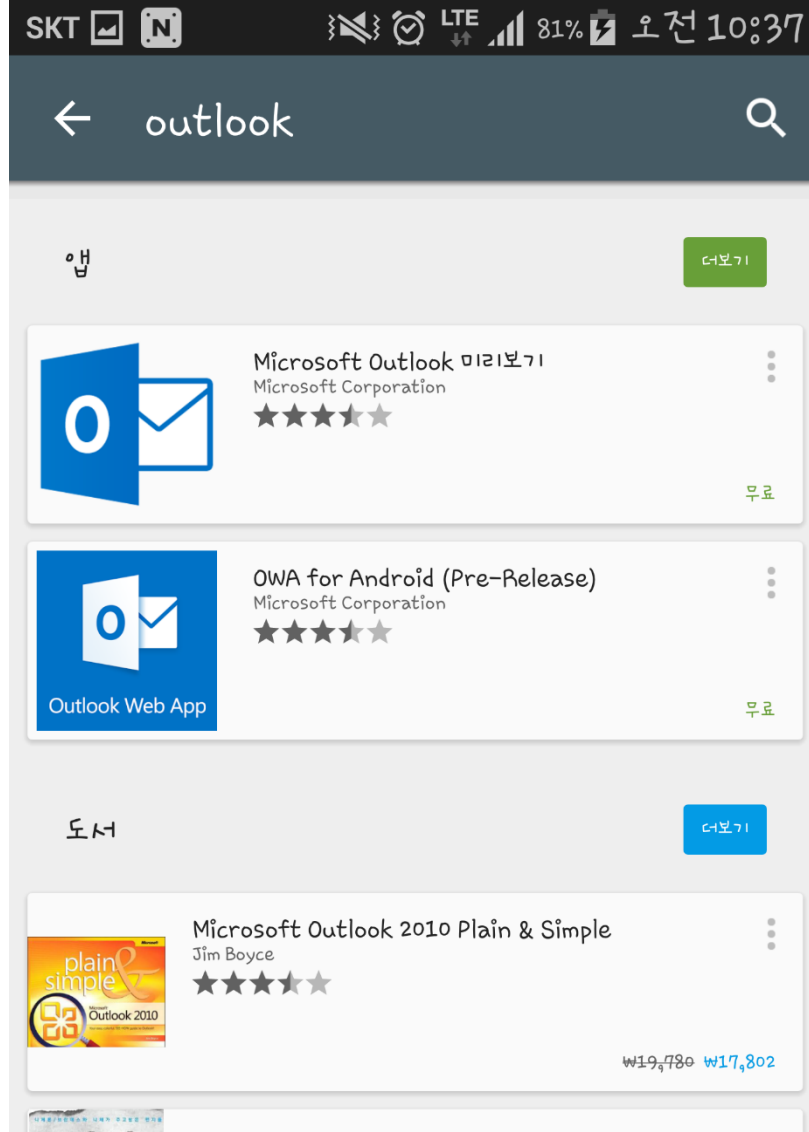 SKT N LTE 81% 오전 10:37
outlook
앱
더보기
Microsoft Outlook 미리보기
Microsoft Corporation
무료
OWA for Android (Pre-Release)
Microsoft Corporation
Outlook Web App
무료
도서
더보기
Microsoft Outlook 2010 Plain & Simple
Jim Boyce
plain &
simple
Outlook 2010
₩19,780 ₩17,802